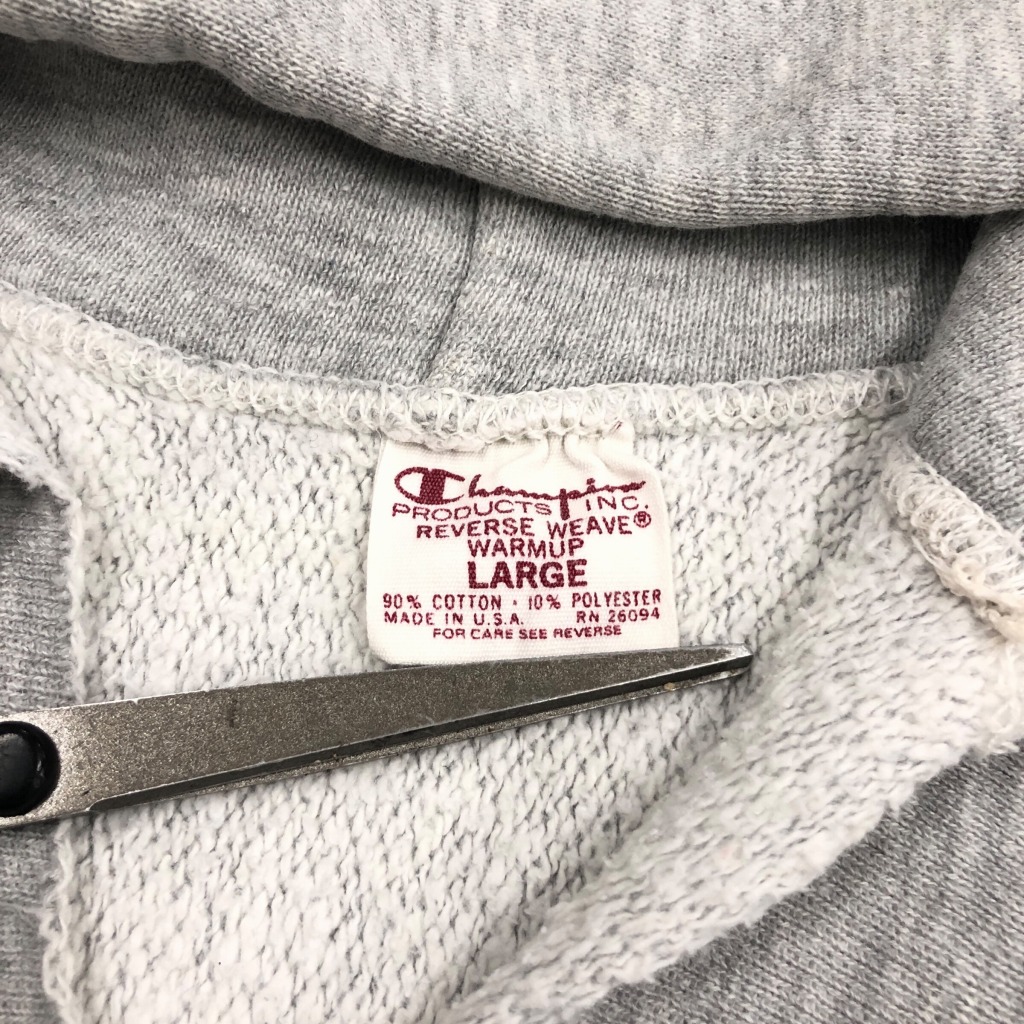 Champion
PRODUCTS INC.
REVERSE WEAVE®
WARMUP
LARGE
90% COTTON · 10% POLYESTER
MADE IN U.S.A. RN 26094
FOR CARE SEE REVERSE